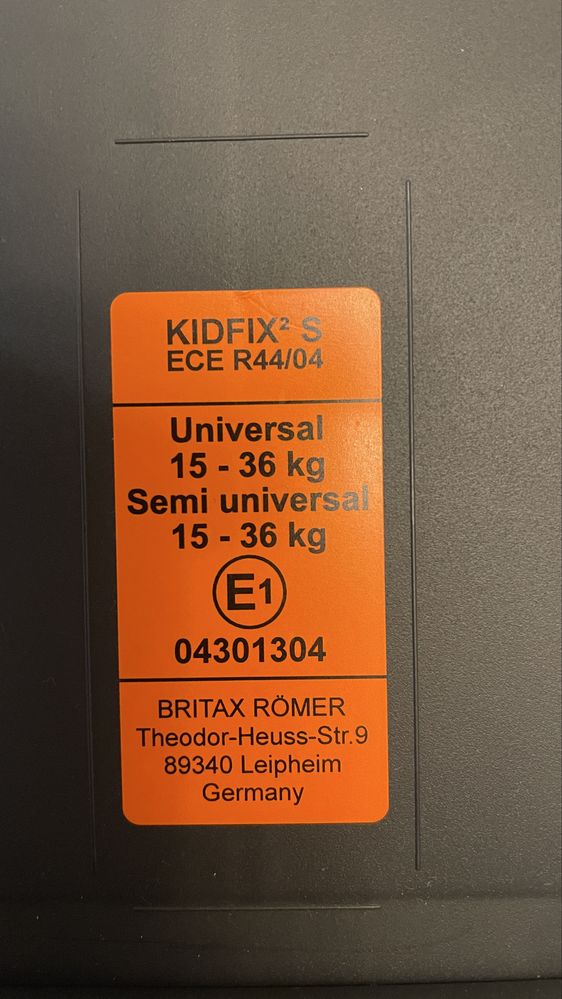 KIDFIX² S
ECE R44/04
Universal
15 - 36 kg
Semi universal
15 - 36 kg
E1
04301304
BRITAX RÖMER
Theodor-Heuss-Str.9
89340 Leipheim
Germany